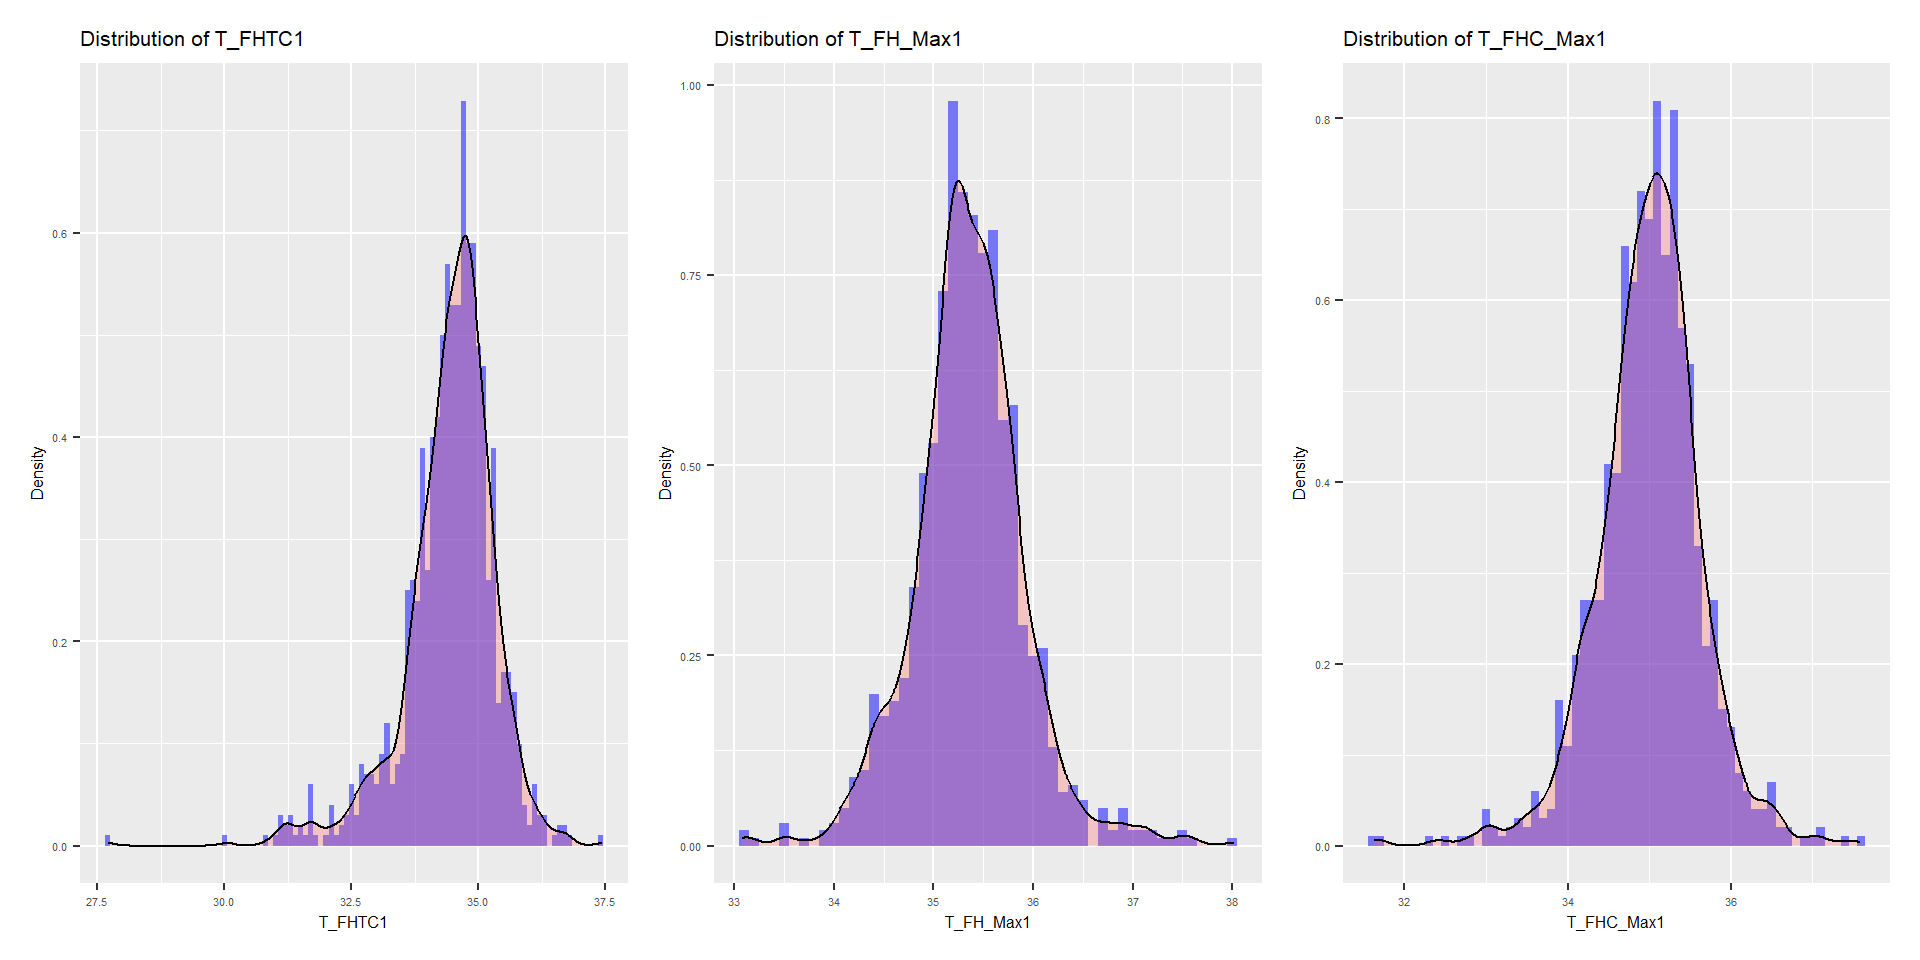 Distribution of T_FHTC1
Density
0.6
0.4
0.2
0.0
27.5 30.0 32.5 35.0 37.5
T_FHTC1
Distribution of T_FH_Max1
Density
1.00
0.75
0.50
0.25
0.00
33 34 35 36 37 38
T_FH_Max1
Distribution of T_FHC_Max1
Density
0.8
0.6
0.4
0.2
0.0
32 34 36
T_FHC_Max1